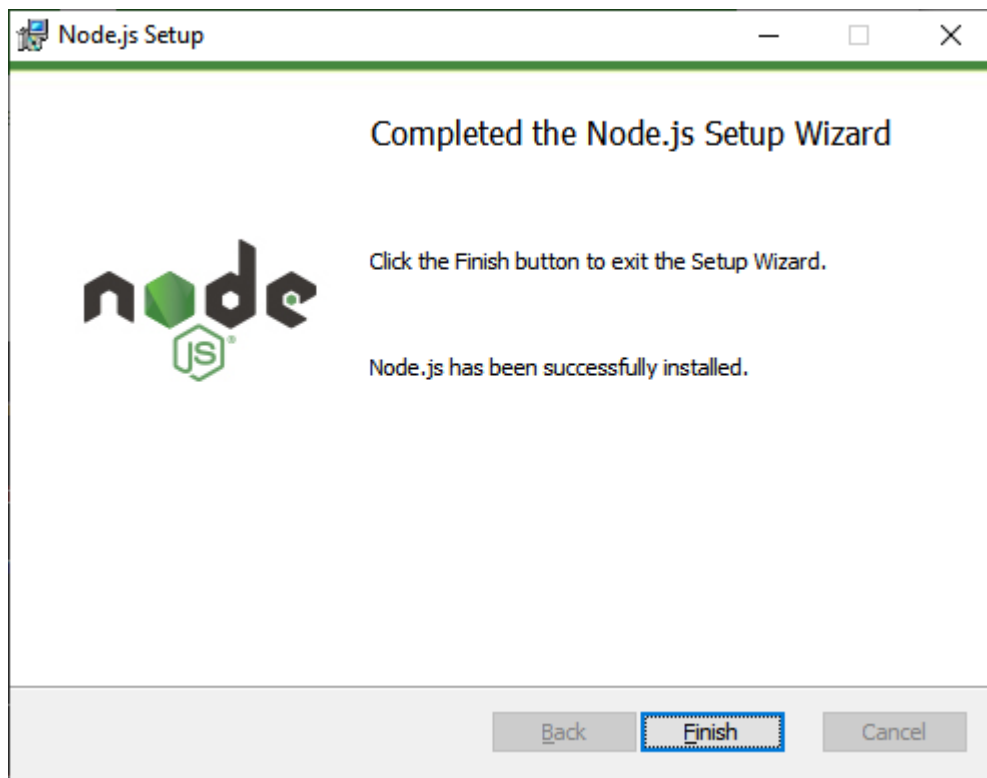 Node.js Setup
Completed the Node.js Setup Wizard
Click the Finish button to exit the Setup Wizard.
node
JS®
Node.js has been successfully installed.
Back Finish Cancel